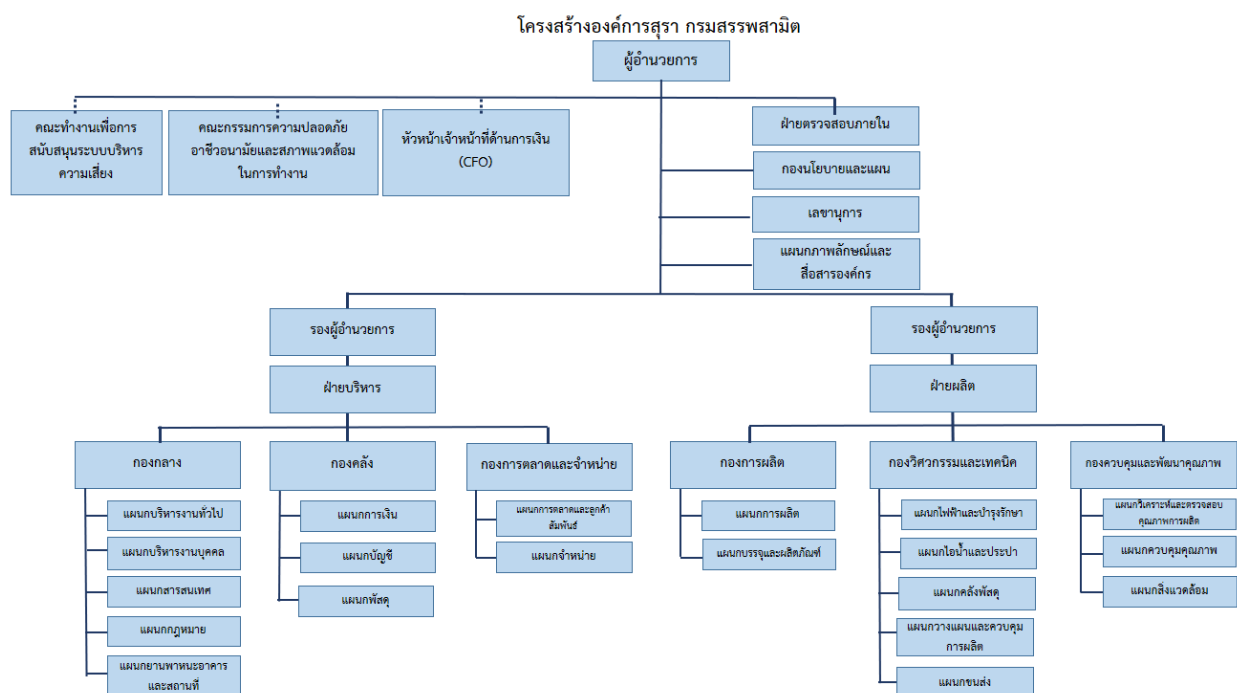 โครงสร้างองค์การสุรา กรมสรรพสามิต
ผู้อำนวยการ
คณะทำงานเพื่อการ
สนับสนุนระบบบริหาร
ความเสี่ยง
คณะกรรมการความปลอดภัย
อาชีวอนามัยและสภาพแวดล้อม
ในการทำงาน
หัวหน้าเจ้าหน้าที่ด้านการเงิน
(CFO)
ฝ่ายตรวจสอบภายใน
กองนโยบายและแผน
เลขานุการ
แผนกภาพลักษณ์และ
สื่อสารองค์กร
รองผู้อำนวยการ
ฝ่ายบริหาร
กองกลาง
แผนกบริหารงานทั่วไป
แผนกบริหารงานบุคคล
แผนกสารสนเทศ
แผนกกฎหมาย
แผนกยานพาหนะอาคาร
และสถานที่
กองคลัง
แผนกการเงิน
แผนกบัญชี
แผนกพัสดุ
กองการตลาดและจำหน่าย
แผนกการตลาดและลูกค้า
สัมพันธ์
แผนกจำหน่าย
รองผู้อำนวยการ
ฝ่ายผลิต
กองการผลิต
แผนกการผลิต
แผนกบรรจุและผลิตภัณฑ์
กองวิศวกรรมและเทคนิค
แผนกไฟฟ้าและบำรุงรักษา
แผนกไอน้ำและประปา
แผนกคลังพัสดุ
แผนกวางแผนและควบคุม
การผลิต
แผนกขนส่ง
กองควบคุมและพัฒนาคุณภาพ
แผนกวิเคราะห์และตรวจสอบ
คุณภาพการผลิต
แผนกควบคุมคุณภาพ
แผนกสิ่งแวดล้อม